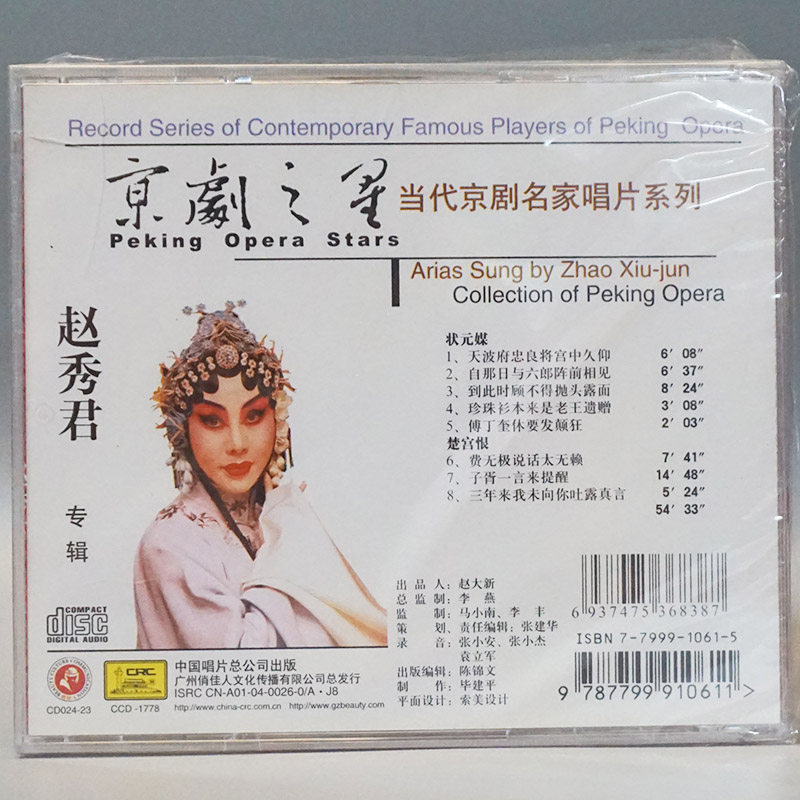 Record Series of Contemporary Famous Players of Peking Opera
京劇之星
当代京剧名家唱片系列
Peking Opera Stars
Arias Sung by Zhao Xiu-jun
Collection of Peking Opera
赵秀君
专辑
状元媒
1、天波府忠良将宫中久仰 6′08″
2、自那日与六郎阵前相见 6′37″
3、到此时顾不得抛头露面 8′24″
4、珍珠衫本来是老王遗赠 3′08″
5、傅丁奎休要发颠狂 2′03″
楚宫恨
6、费无极说话太无赖 7′41″
7、子胥一言来提醒 14′48″
8、三年来我未向你吐露真言 5′24″
54′33″
出品人：赵大新
总监制：李燕
监制：马小南、李丰
策划、责任编辑：张建华
录音：张小安、张小杰
袁立军
出版编辑：陈锦文
制作：毕建平
平面设计：索美设计
6 937475 368387
ISBN 7-7999-1061-5
9 787799 910611 >
COMPACT
disc
DIGITAL AUDIO
CRC
中国唱片总公司出版
广州俏佳人文化传播有限公司总发行
ISRC CN-A01-04-0026-0/A·J8
CD024-23
CCD -1778
http://www.china-crc.com.cn
http://www.gzbeauty.com